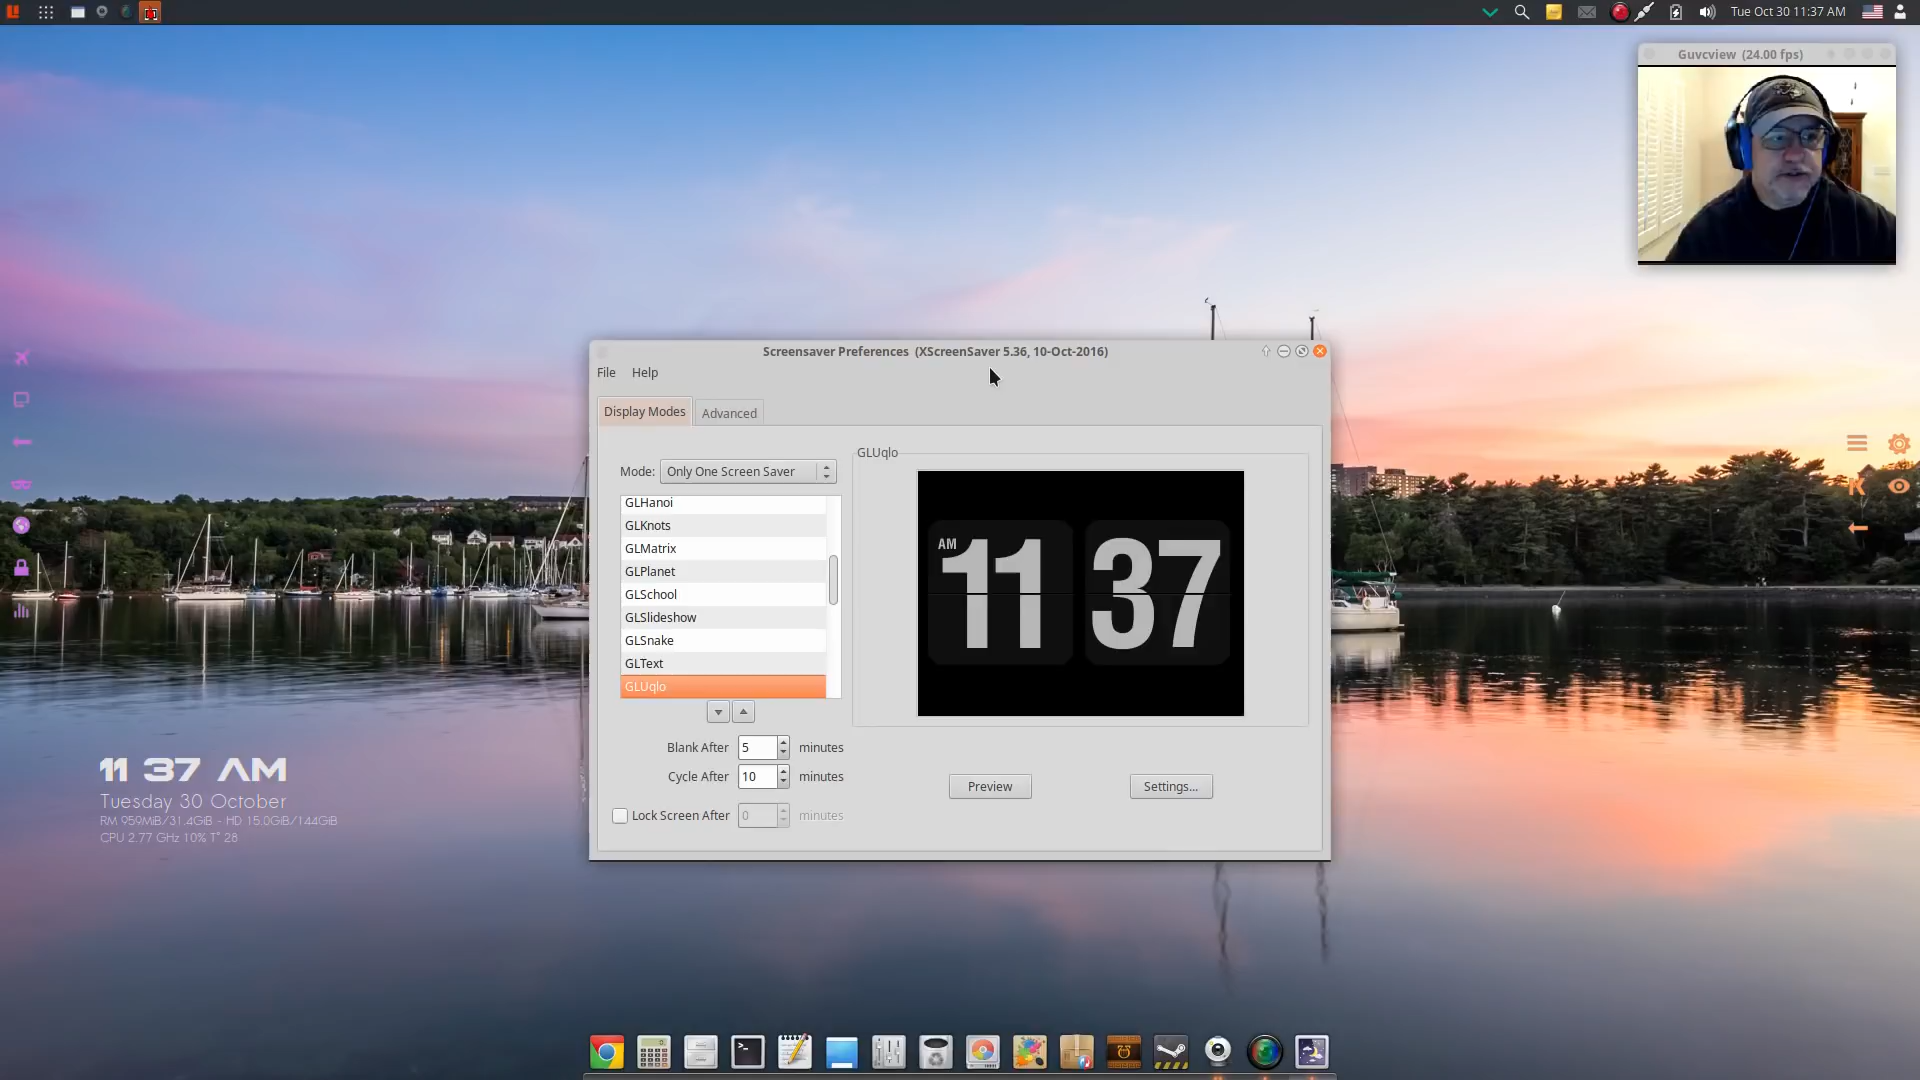 Tue Oct 30 11:37 AM
Guvcview (24.00 fps)
Screensaver Preferences (XScreenSaver 5.36, 10-Oct-2016)
File Help
Display Modes Advanced
Mode: Only One Screen Saver
GLHanoi
GLKnots
GLMatrix
GLPlanet
GLSchool
GLSlideshow
GLSnake
GLText
GLUqlo
GLUqlo
AM
11 37
Blank After 5 minutes
Cycle After 10 minutes
Lock Screen After 0 minutes
Preview Settings...
11 37 AM
Tuesday 30 October
RM 959MiB/31.4GiB - HD 15.0GiB/144GiB
CPU 2.77 GHz 10% T° 28